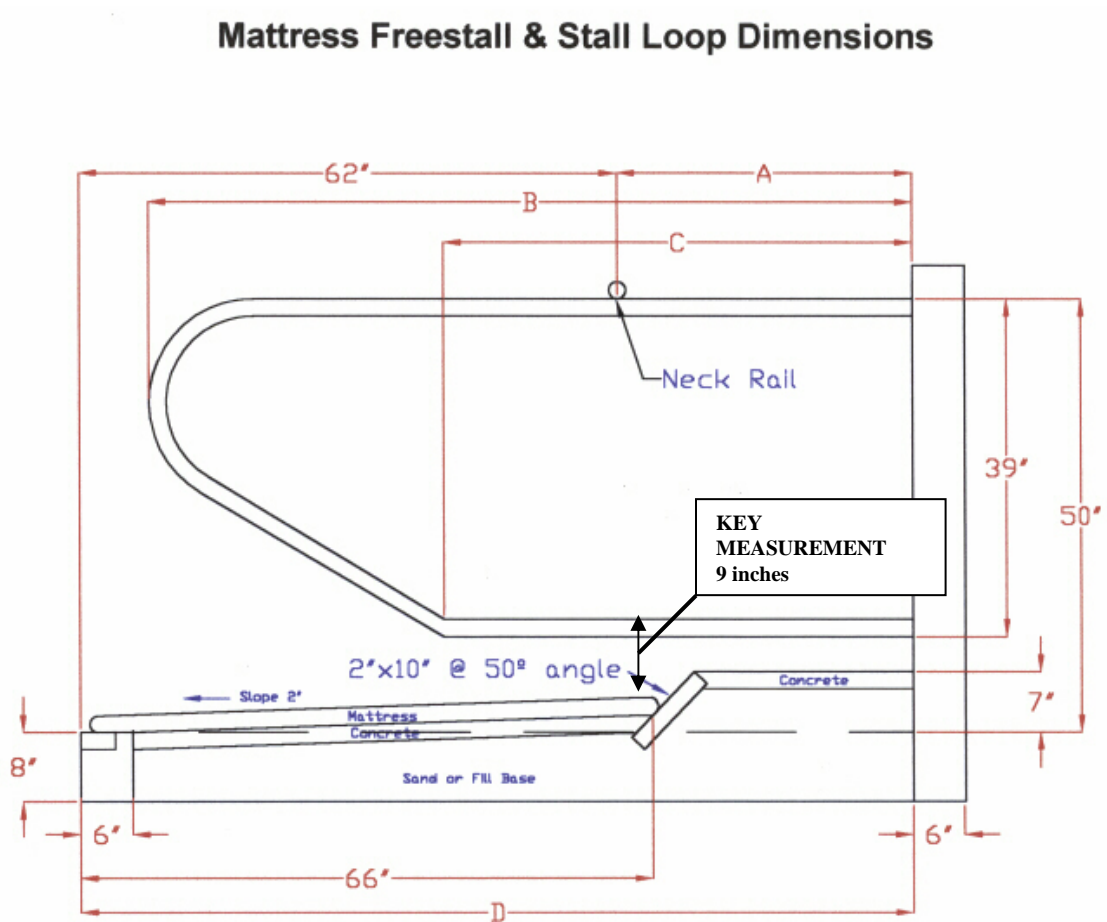 Mattress Freestall & Stall Loop Dimensions
62"
A
B
C
Neck Rail
39"
50"
KEY
MEASUREMENT
9 inches
2"x10" @ 50º angle
Concrete
7"
Slope 2"
Mattress
Concrete
8"
Sand or Fill Base
6"
6"
66"
D